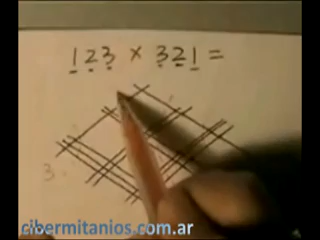 123 × 321 =
3
cibermitanios.com.ar